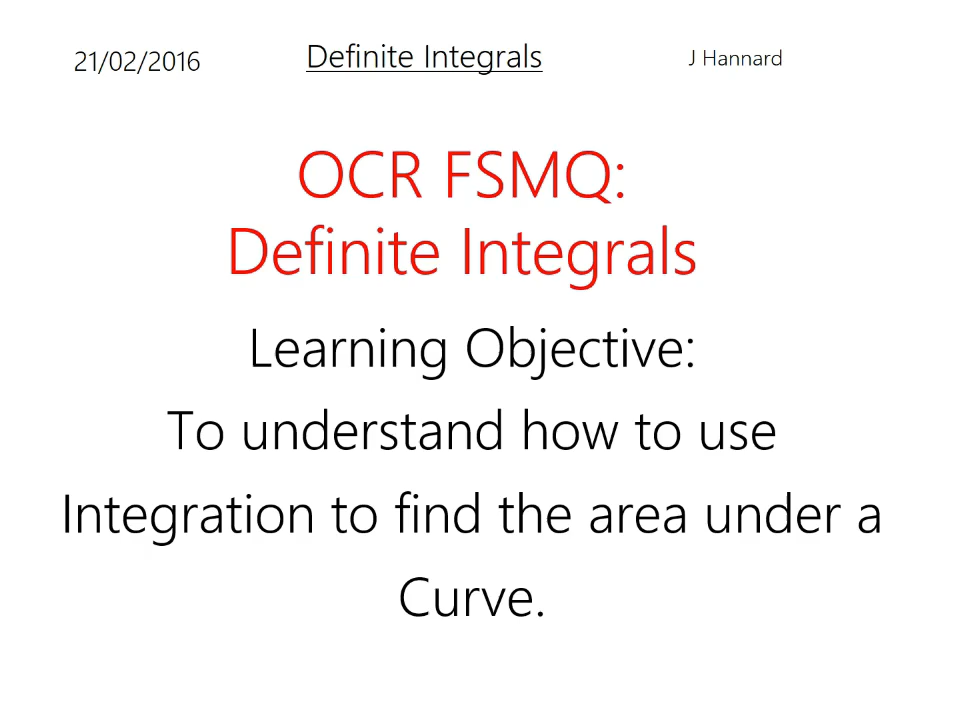 21/02/2016 Definite Integrals J Hannard
OCR FSMQ:
Definite Integrals
Learning Objective:
To understand how to use
Integration to find the area under a
Curve.